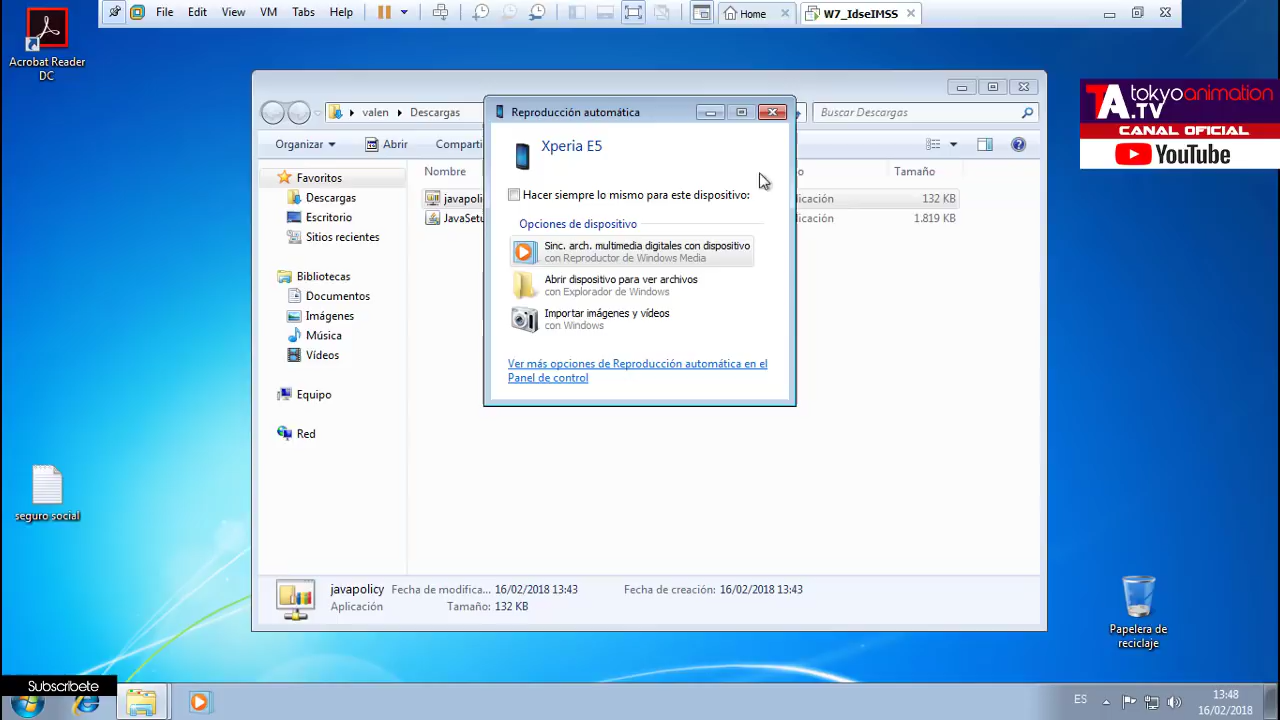 File Edit View VM Tabs Help
Home
W7_IdseIMSS
Acrobat Reader
DC
tokyoanimation
TA.TV
CANAL OFICIAL
YouTube
valen
Descargas
Buscar Descargas
Organizar
Abrir
Comparti
Reproducción automática
Xperia E5
Hacer siempre lo mismo para este dispositivo:
Opciones de dispositivo
Sinc. arch. multimedia digitales con dispositivo
con Reproductor de Windows Media
Abrir dispositivo para ver archivos
con Explorador de Windows
Importar imágenes y vídeos
con Windows
Ver más opciones de Reproducción automática en el
Panel de control
Nombre
o
Tamaño
javapoli
licación
132 KB
JavaSetu
licación
1.819 KB
Favoritos
Descargas
Escritorio
Sitios recientes
Bibliotecas
Documentos
Imágenes
Música
Vídeos
Equipo
Red
seguro social
javapolicy
Fecha de modifica... 16/02/2018 13:43
Fecha de creación: 16/02/2018 13:43
Aplicación
Tamaño: 132 KB
Papelera de
reciclaje
Subscribete
ES
13:48
16/02/2018